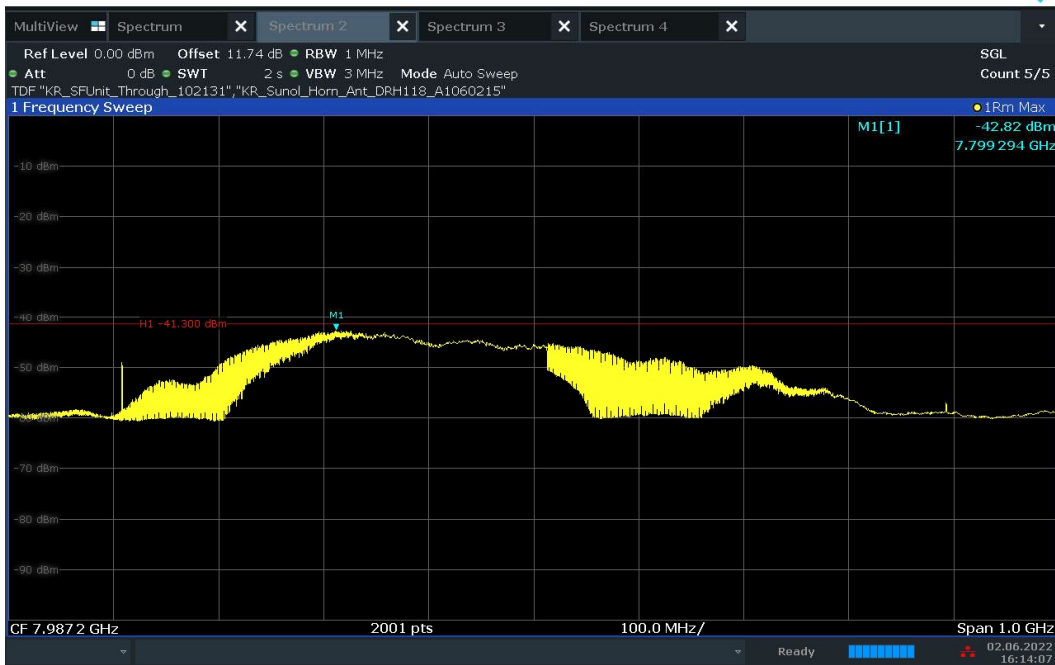 MultiView Spectrum Spectrum 2 Spectrum 3 Spectrum 4
Ref Level 0.00 dBm Offset 11.74 dB RBW 1 MHz SGL
Att 0 dB SWT 2 s VBW 3 MHz Mode Auto Sweep Count 5/5
TDF "KR_SFUnit_Through_102131","KR_Sunol_Horn_Ant_DRH118_A1060215"
1 Frequency Sweep 1Rm Max
M1[1] -42.82 dBm
7.799 294 GHz
-10 dBm
-20 dBm
-30 dBm
M1
-40 dBm
H1 -41.300 dBm
-50 dBm
-60 dBm
-70 dBm
-80 dBm
-90 dBm
CF 7.9872 GHz 2001 pts 100.0 MHz/ Span 1.0 GHz
Ready 02.06.2022
16:14:07